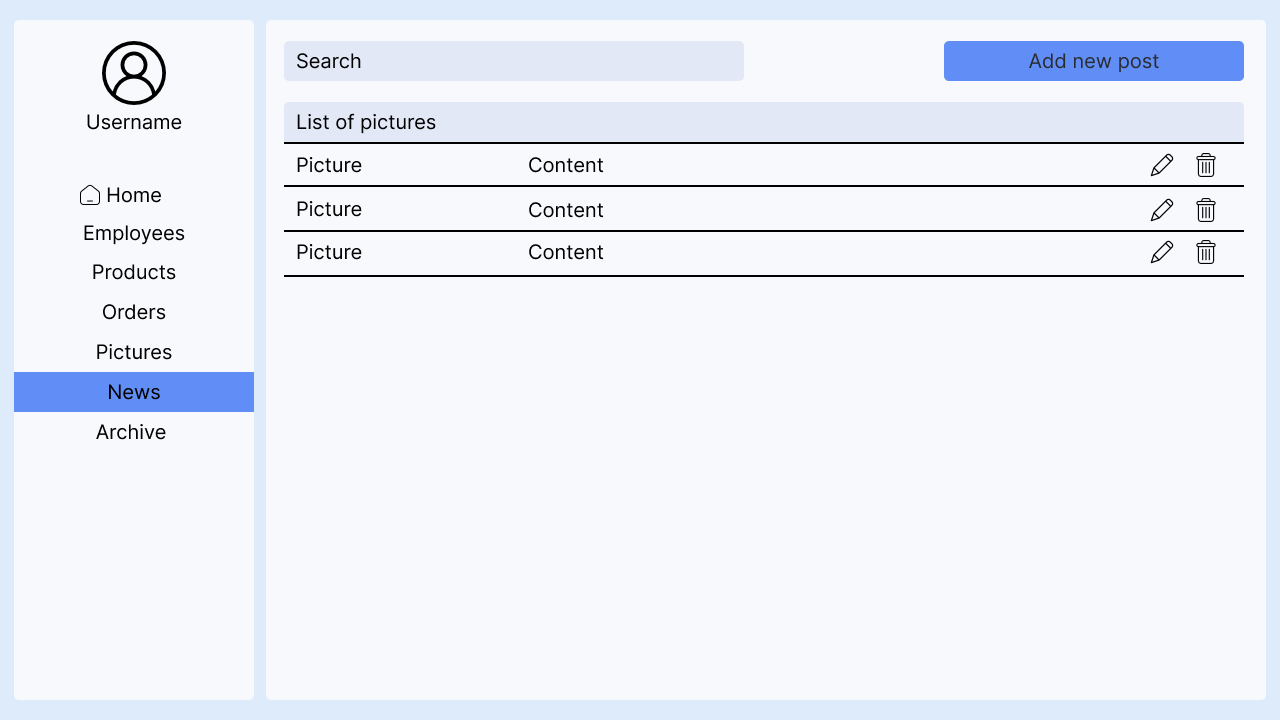 Username
Home
Employees
Products
Orders
Pictures
News
Archive
Search
Add new post
List of pictures
Picture Content
Picture Content
Picture Content